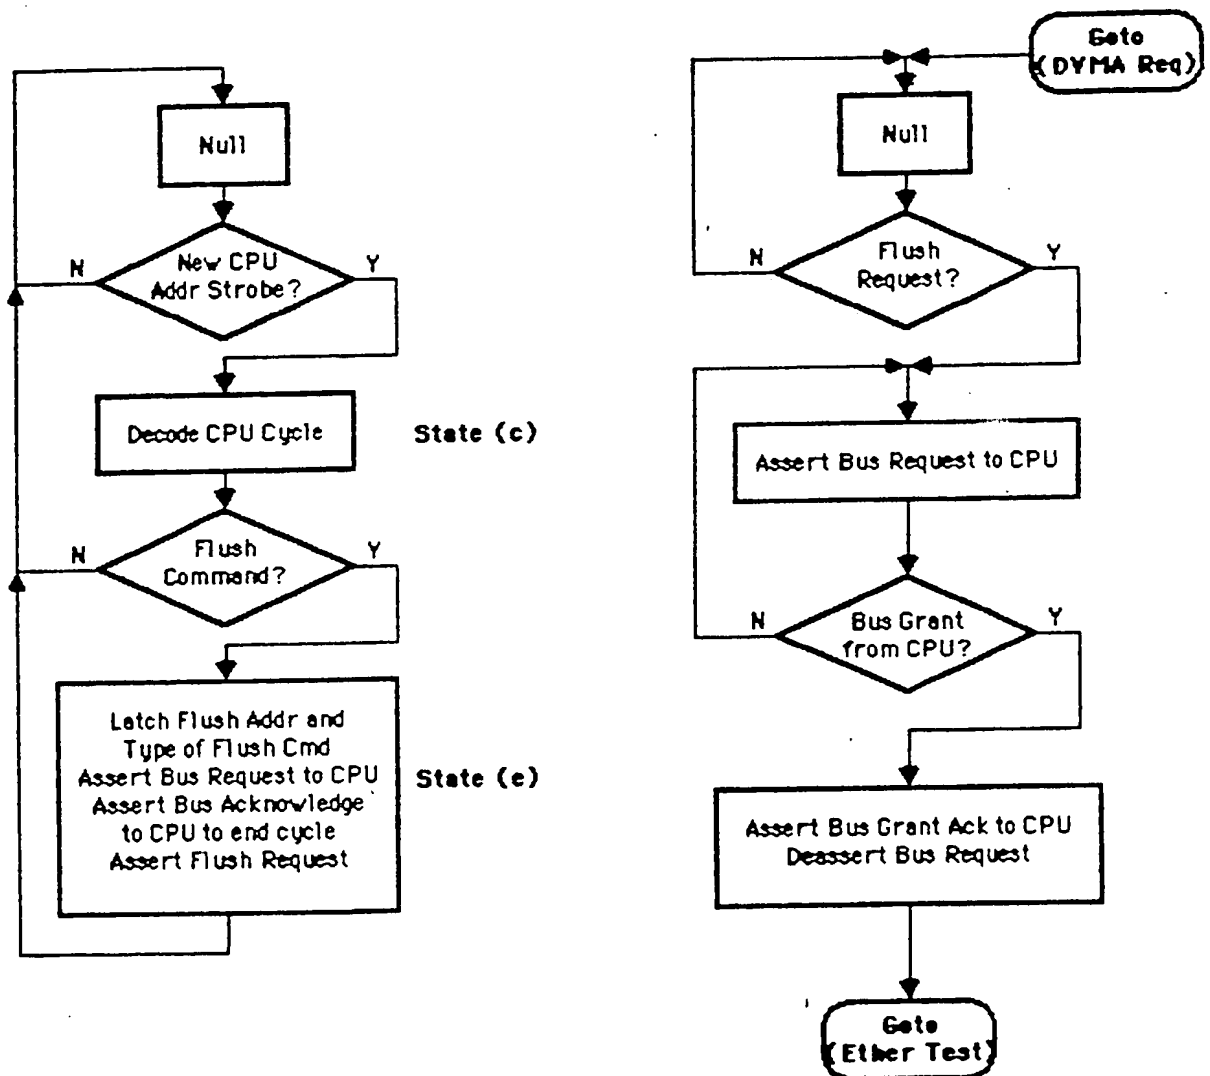 Null
N
New CPU
Addr Strobe?
Y
Decode CPU Cycle
State (c)
N
Flush
Command?
Y
Latch Flush Addr and
Type of Flush Cmd
Assert Bus Request to CPU
Assert Bus Acknowledge
to CPU to end cycle
Assert Flush Request
State (e)
Goto
(DVMA Req)
Null
N
Flush
Request?
Y
Assert Bus Request to CPU
N
Bus Grant
from CPU?
Y
Assert Bus Grant Ack to CPU
Deassert Bus Request
Goto
(Ether Test)